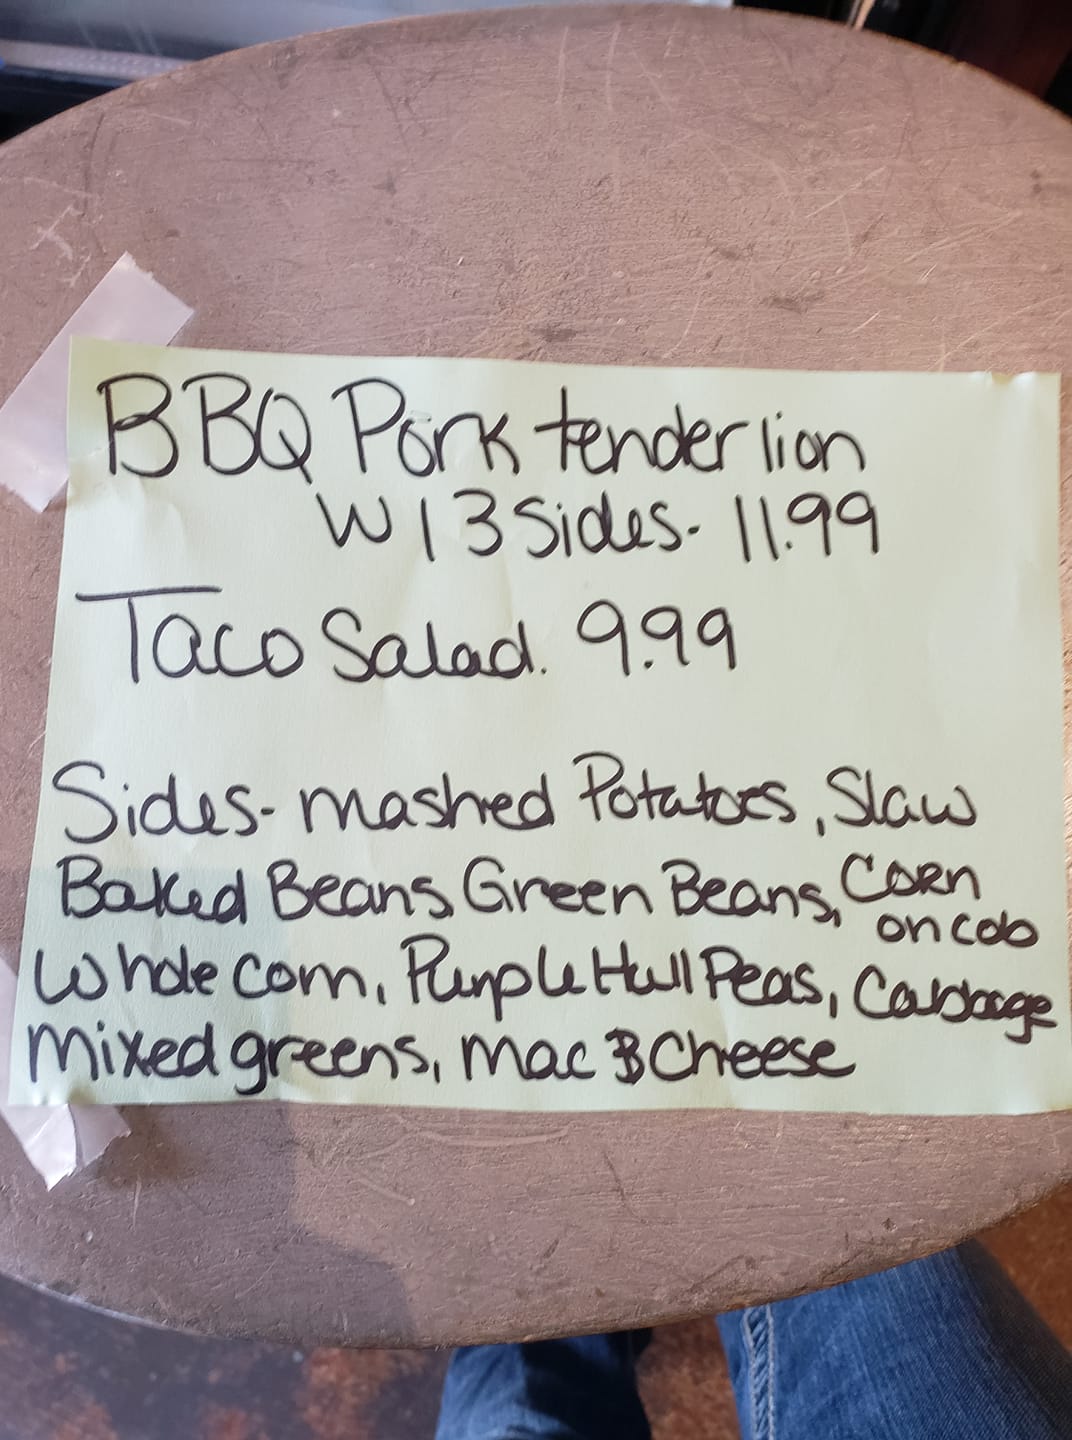 BBQ Pork tenderlion
W/ 3 Sides- 11.99
Taco Salad. 9.99
Sides- mashed Potatoes, Slaw
Baked Beans, Green Beans, Corn
on cob
Whole corn, Purple Hull Peas, Cabbage
mixed greens, mac & Cheese